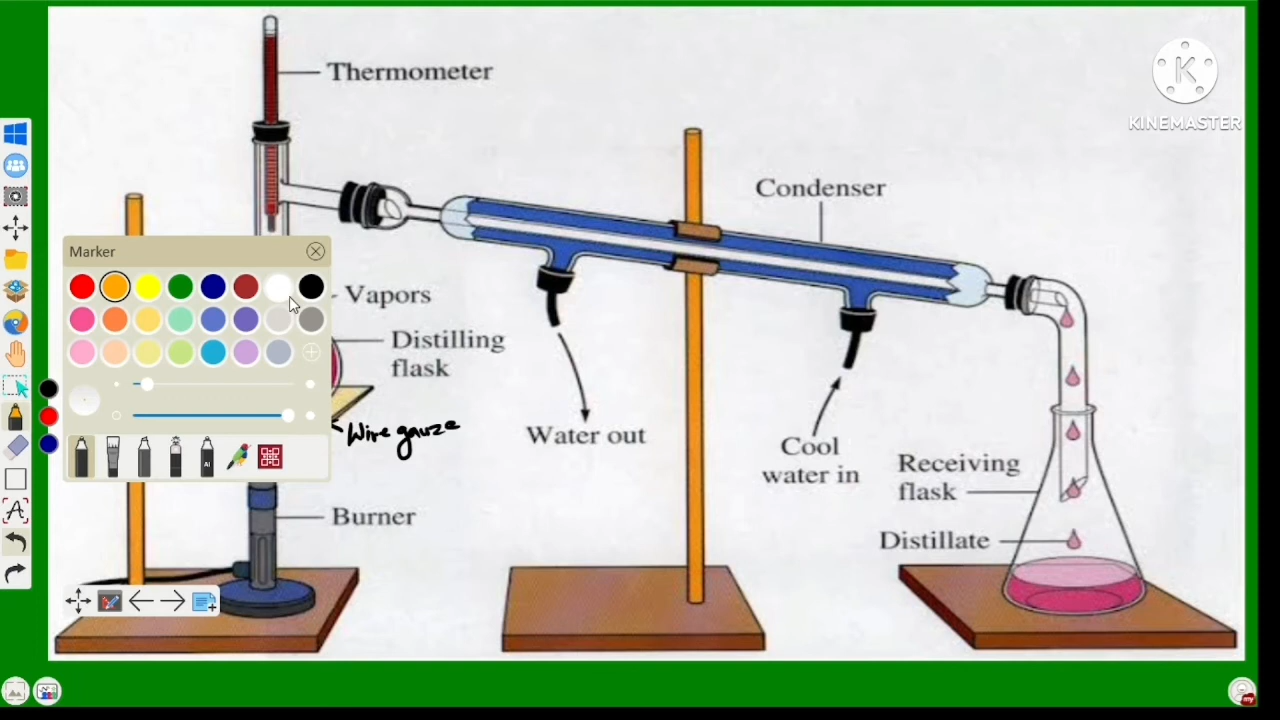 Thermometer
KINEMASTER
Condenser
Marker
Vapors
Distilling
flask
Wire gauze
Water out
Cool
water in
Receiving
flask
Distillate
Burner